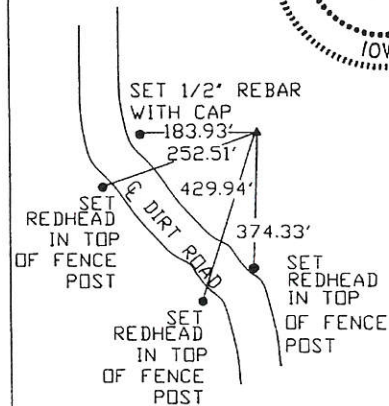 IOW
SET 1/2" REBAR
WITH CAP
183.93'
252.51'
429.94'
374.33'
℄ DIRT ROAD
SET
REDHEAD
IN TOP
OF FENCE
POST
SET
REDHEAD
IN TOP
OF FENCE
POST
SET
REDHEAD
IN TOP
OF FENCE
POST